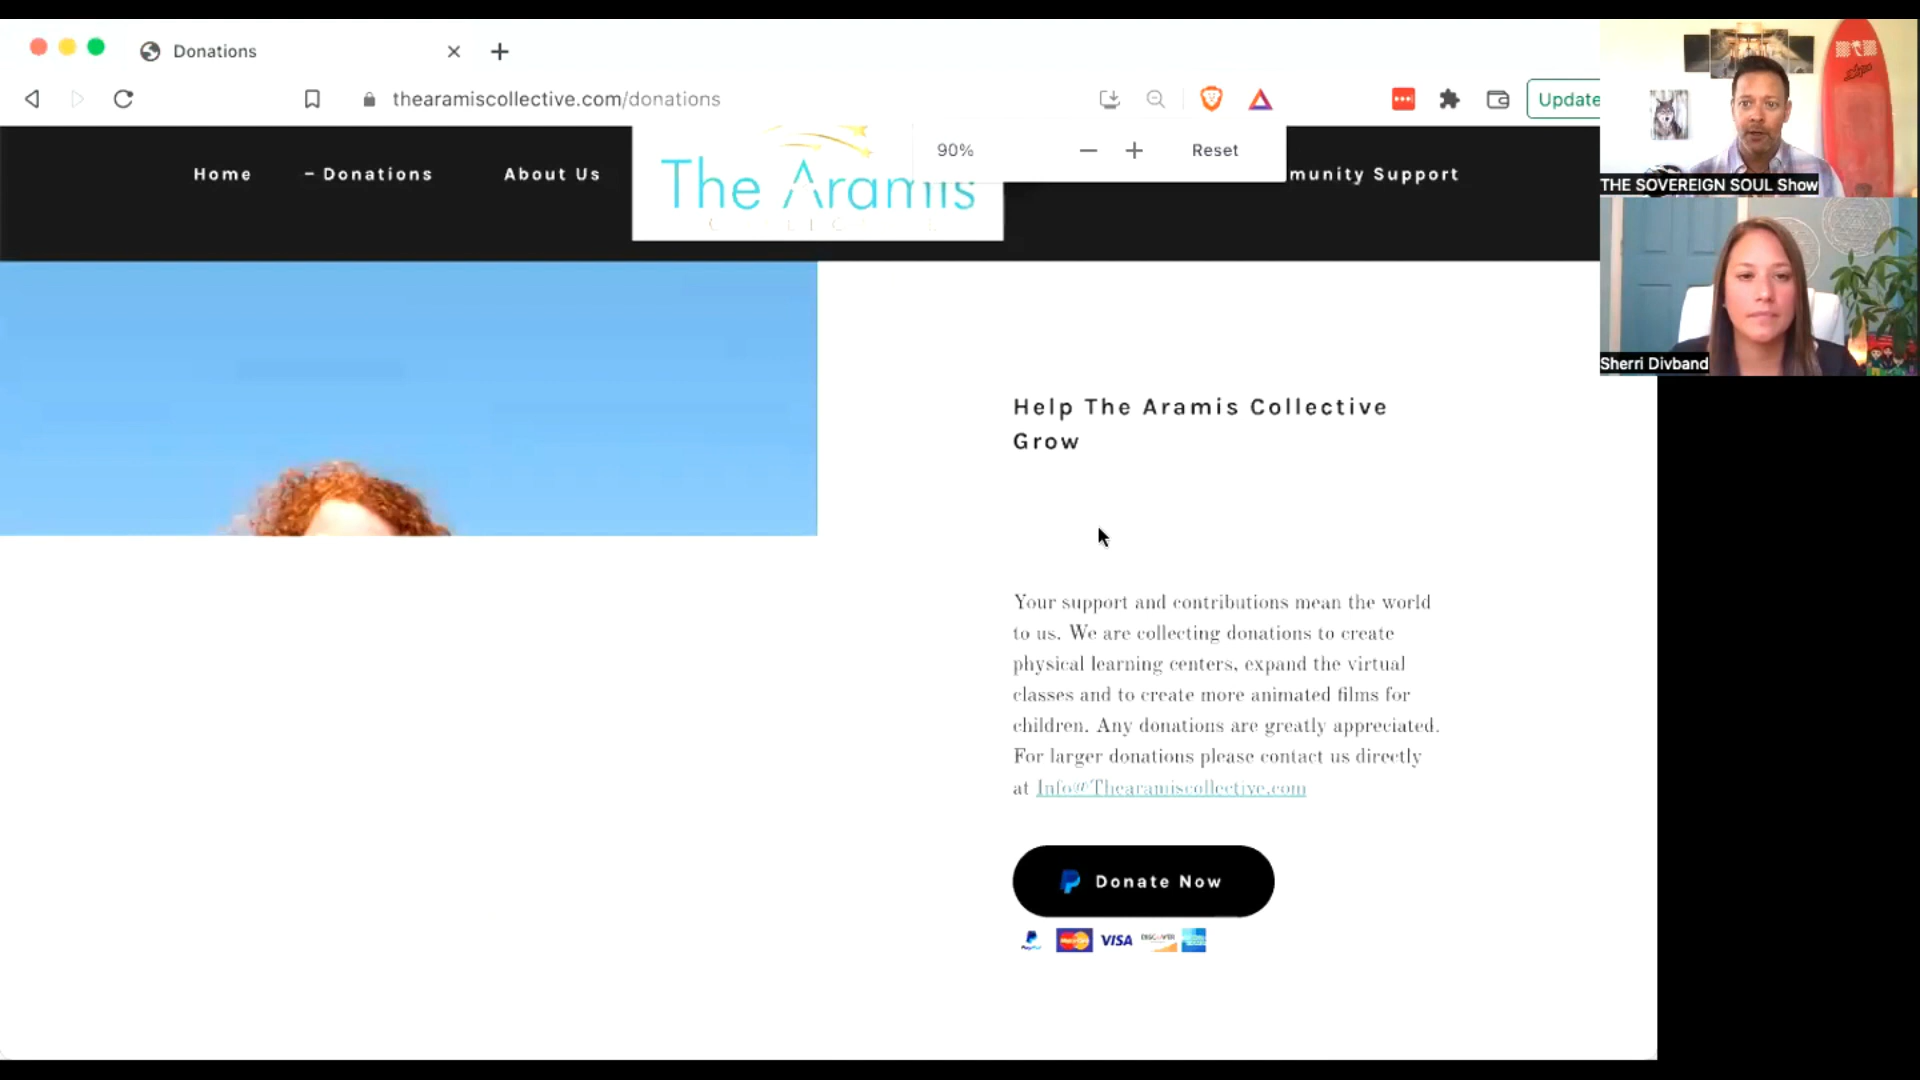 Donations
thearamiscollective.com/donations
Update
90%
Reset
Home
– Donations
About Us
The Aramis
munity Support
THE SOVEREIGN SOUL Show
Sherri Divband
Help The Aramis Collective
Grow
Your support and contributions mean the world
to us. We are collecting donations to create
physical learning centers, expand the virtual
classes and to create more animated films for
children. Any donations are greatly appreciated.
For larger donations please contact us directly
at Info@Thearamiscollective.com
Donate Now
PayPal MasterCard VISA DISCOVER